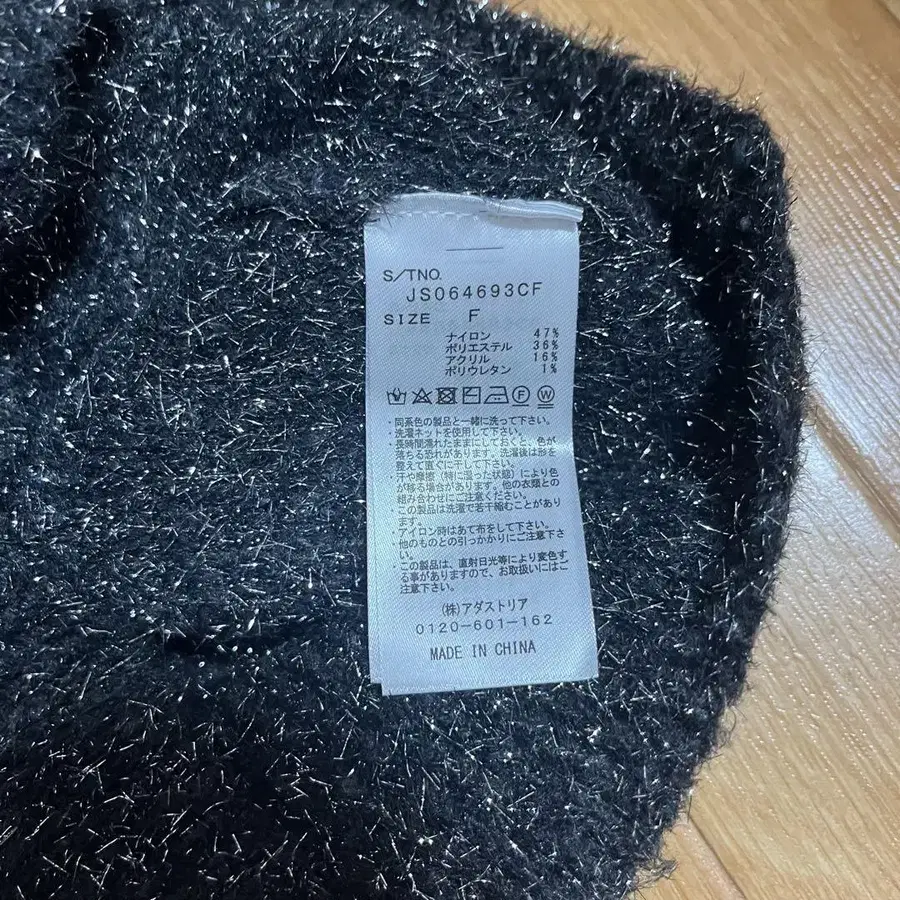 S/TNO.
JS064693CF
SIZE F
ナイロン 47%
ポリエステル 36%
アクリル 16%
ポリウレタン 1%
F W
・同系色の製品と一緒に洗って下さい。
・洗濯ネットを使用して下さい。
・長時間濡れたままにしておくと、色が
落ちる恐れがあります。洗濯後は形を
整えて直ぐに干して下さい。
・汗や摩擦（特に湿った状態）により色
が移る場合があります。他の衣類との
組み合わせにご注意ください。
・この製品は洗濯で若干縮むことがあり
ます。
・アイロン時はあて布をして下さい。
・他のものとの引っかかりにご注意下さ
い。
・この製品は、直射日光等により変色す
る事がありますので、お取扱いにはご
注意下さい。
(株)アダストリア
0120-601-162
MADE IN CHINA